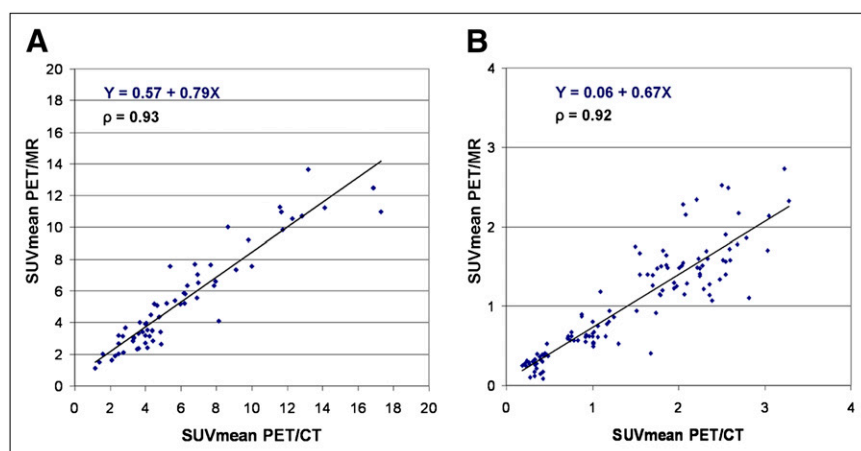 A
Y = 0.57 + 0.79X
ρ = 0.93
SUVmean PET/MR
20
18
16
14
12
10
8
6
4
2
0
0 2 4 6 8 10 12 14 16 18 20
SUVmean PET/CT
B
Y = 0.06 + 0.67X
ρ = 0.92
SUVmean PET/MR
4
3
2
1
0
0 1 2 3 4
SUVmean PET/CT